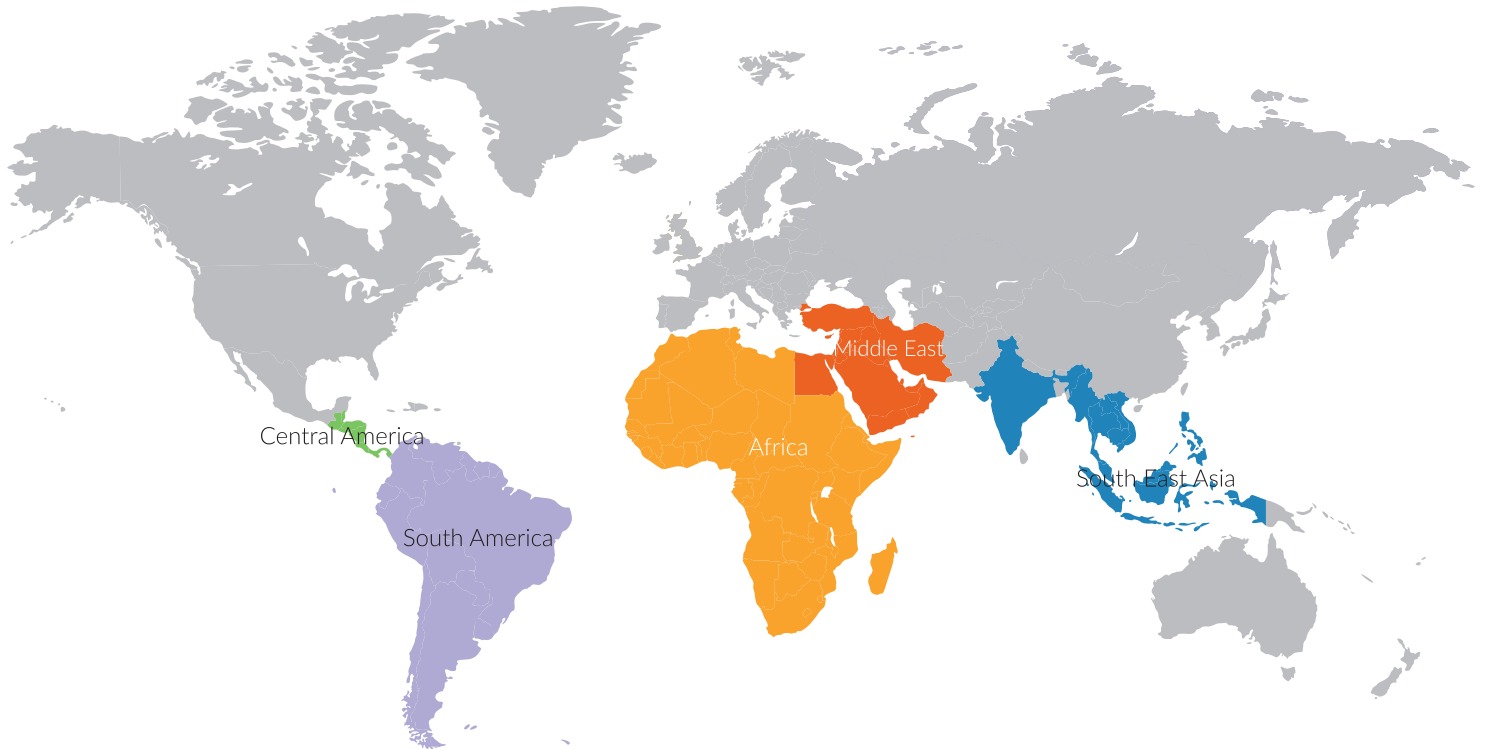 Middle East
Central America
Africa
South East Asia
South America